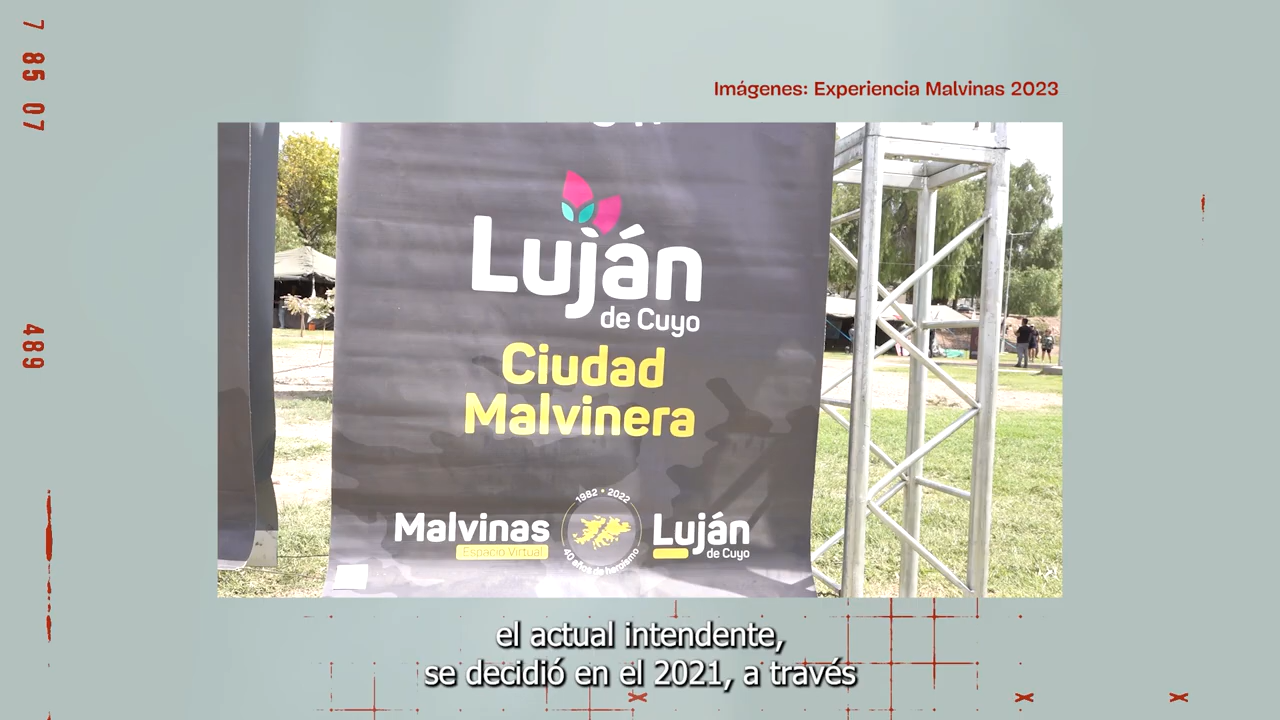 7 85 07
489
Imágenes: Experiencia Malvinas 2023
Luján
de Cuyo
Ciudad
Malvinera
Malvinas
Espacio Virtual
1982 • 2022
40 años de heroísmo
Luján
de Cuyo
el actual intendente,
se decidió en el 2021, a través